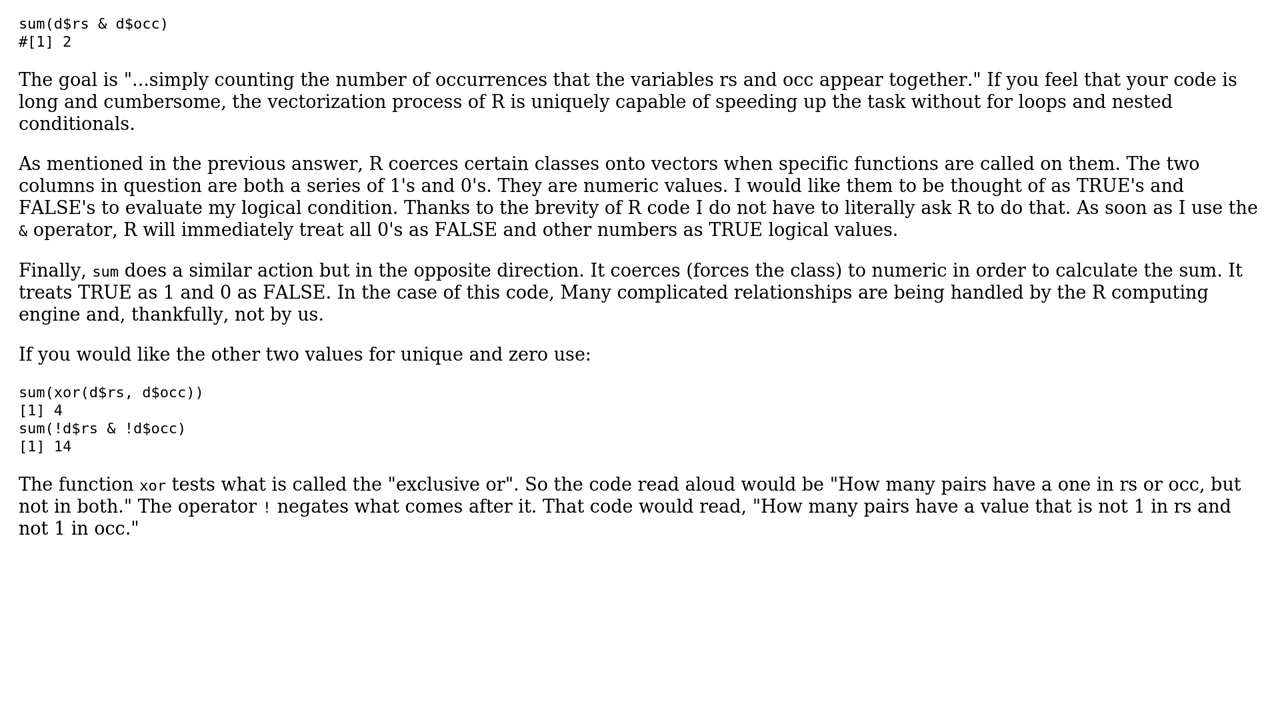 sum(d$rs & d$occ)
#[1] 2
The goal is "...simply counting the number of occurrences that the variables rs and occ appear together." If you feel that your code is
long and cumbersome, the vectorization process of R is uniquely capable of speeding up the task without for loops and nested
conditionals.
As mentioned in the previous answer, R coerces certain classes onto vectors when specific functions are called on them. The two
columns in question are both a series of 1's and 0's. They are numeric values. I would like them to be thought of as TRUE's and
FALSE's to evaluate my logical condition. Thanks to the brevity of R code I do not have to literally ask R to do that. As soon as I use the
& operator, R will immediately treat all 0's as FALSE and other numbers as TRUE logical values.
Finally, sum does a similar action but in the opposite direction. It coerces (forces the class) to numeric in order to calculate the sum. It
treats TRUE as 1 and 0 as FALSE. In the case of this code, Many complicated relationships are being handled by the R computing
engine and, thankfully, not by us.
If you would like the other two values for unique and zero use:
sum(xor(d$rs, d$occ))
[1] 4
sum(!d$rs & !d$occ)
[1] 14
The function xor tests what is called the "exclusive or". So the code read aloud would be "How many pairs have a one in rs or occ, but
not in both." The operator ! negates what comes after it. That code would read, "How many pairs have a value that is not 1 in rs and
not 1 in occ."